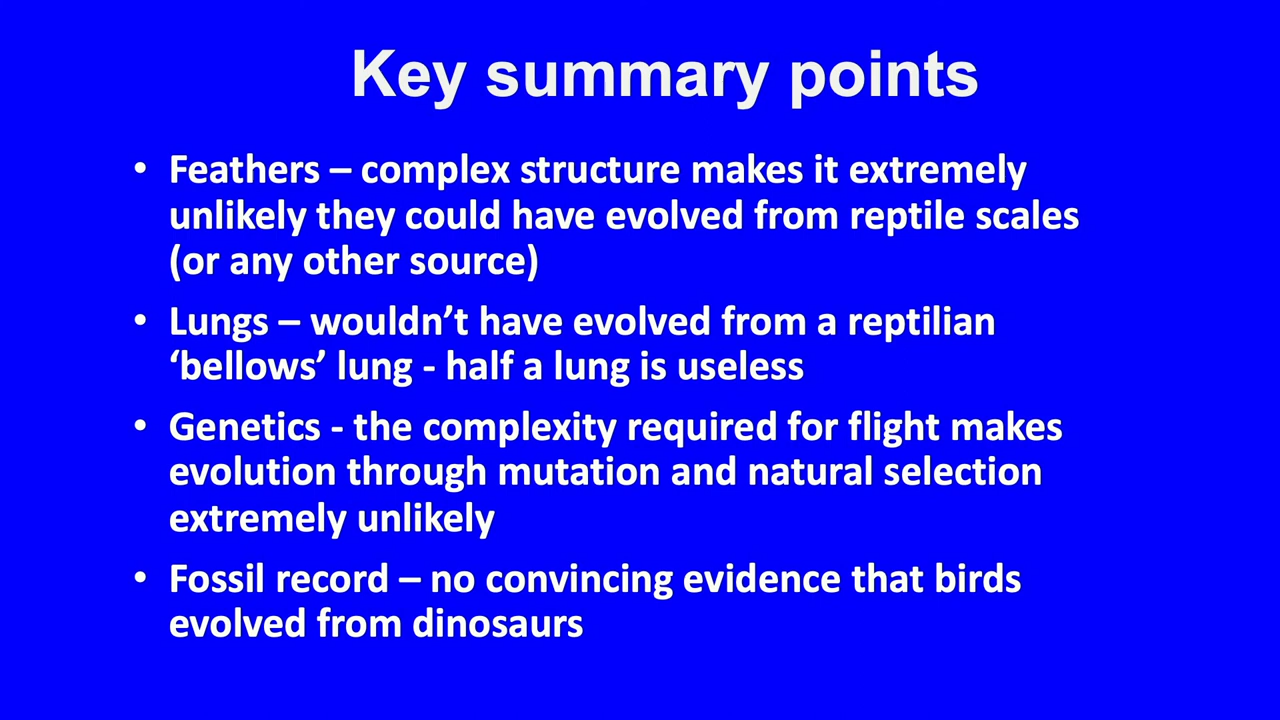 Key summary points
• Feathers – complex structure makes it extremely
unlikely they could have evolved from reptile scales
(or any other source)
• Lungs – wouldn’t have evolved from a reptilian
‘bellows’ lung - half a lung is useless
• Genetics - the complexity required for flight makes
evolution through mutation and natural selection
extremely unlikely
• Fossil record – no convincing evidence that birds
evolved from dinosaurs